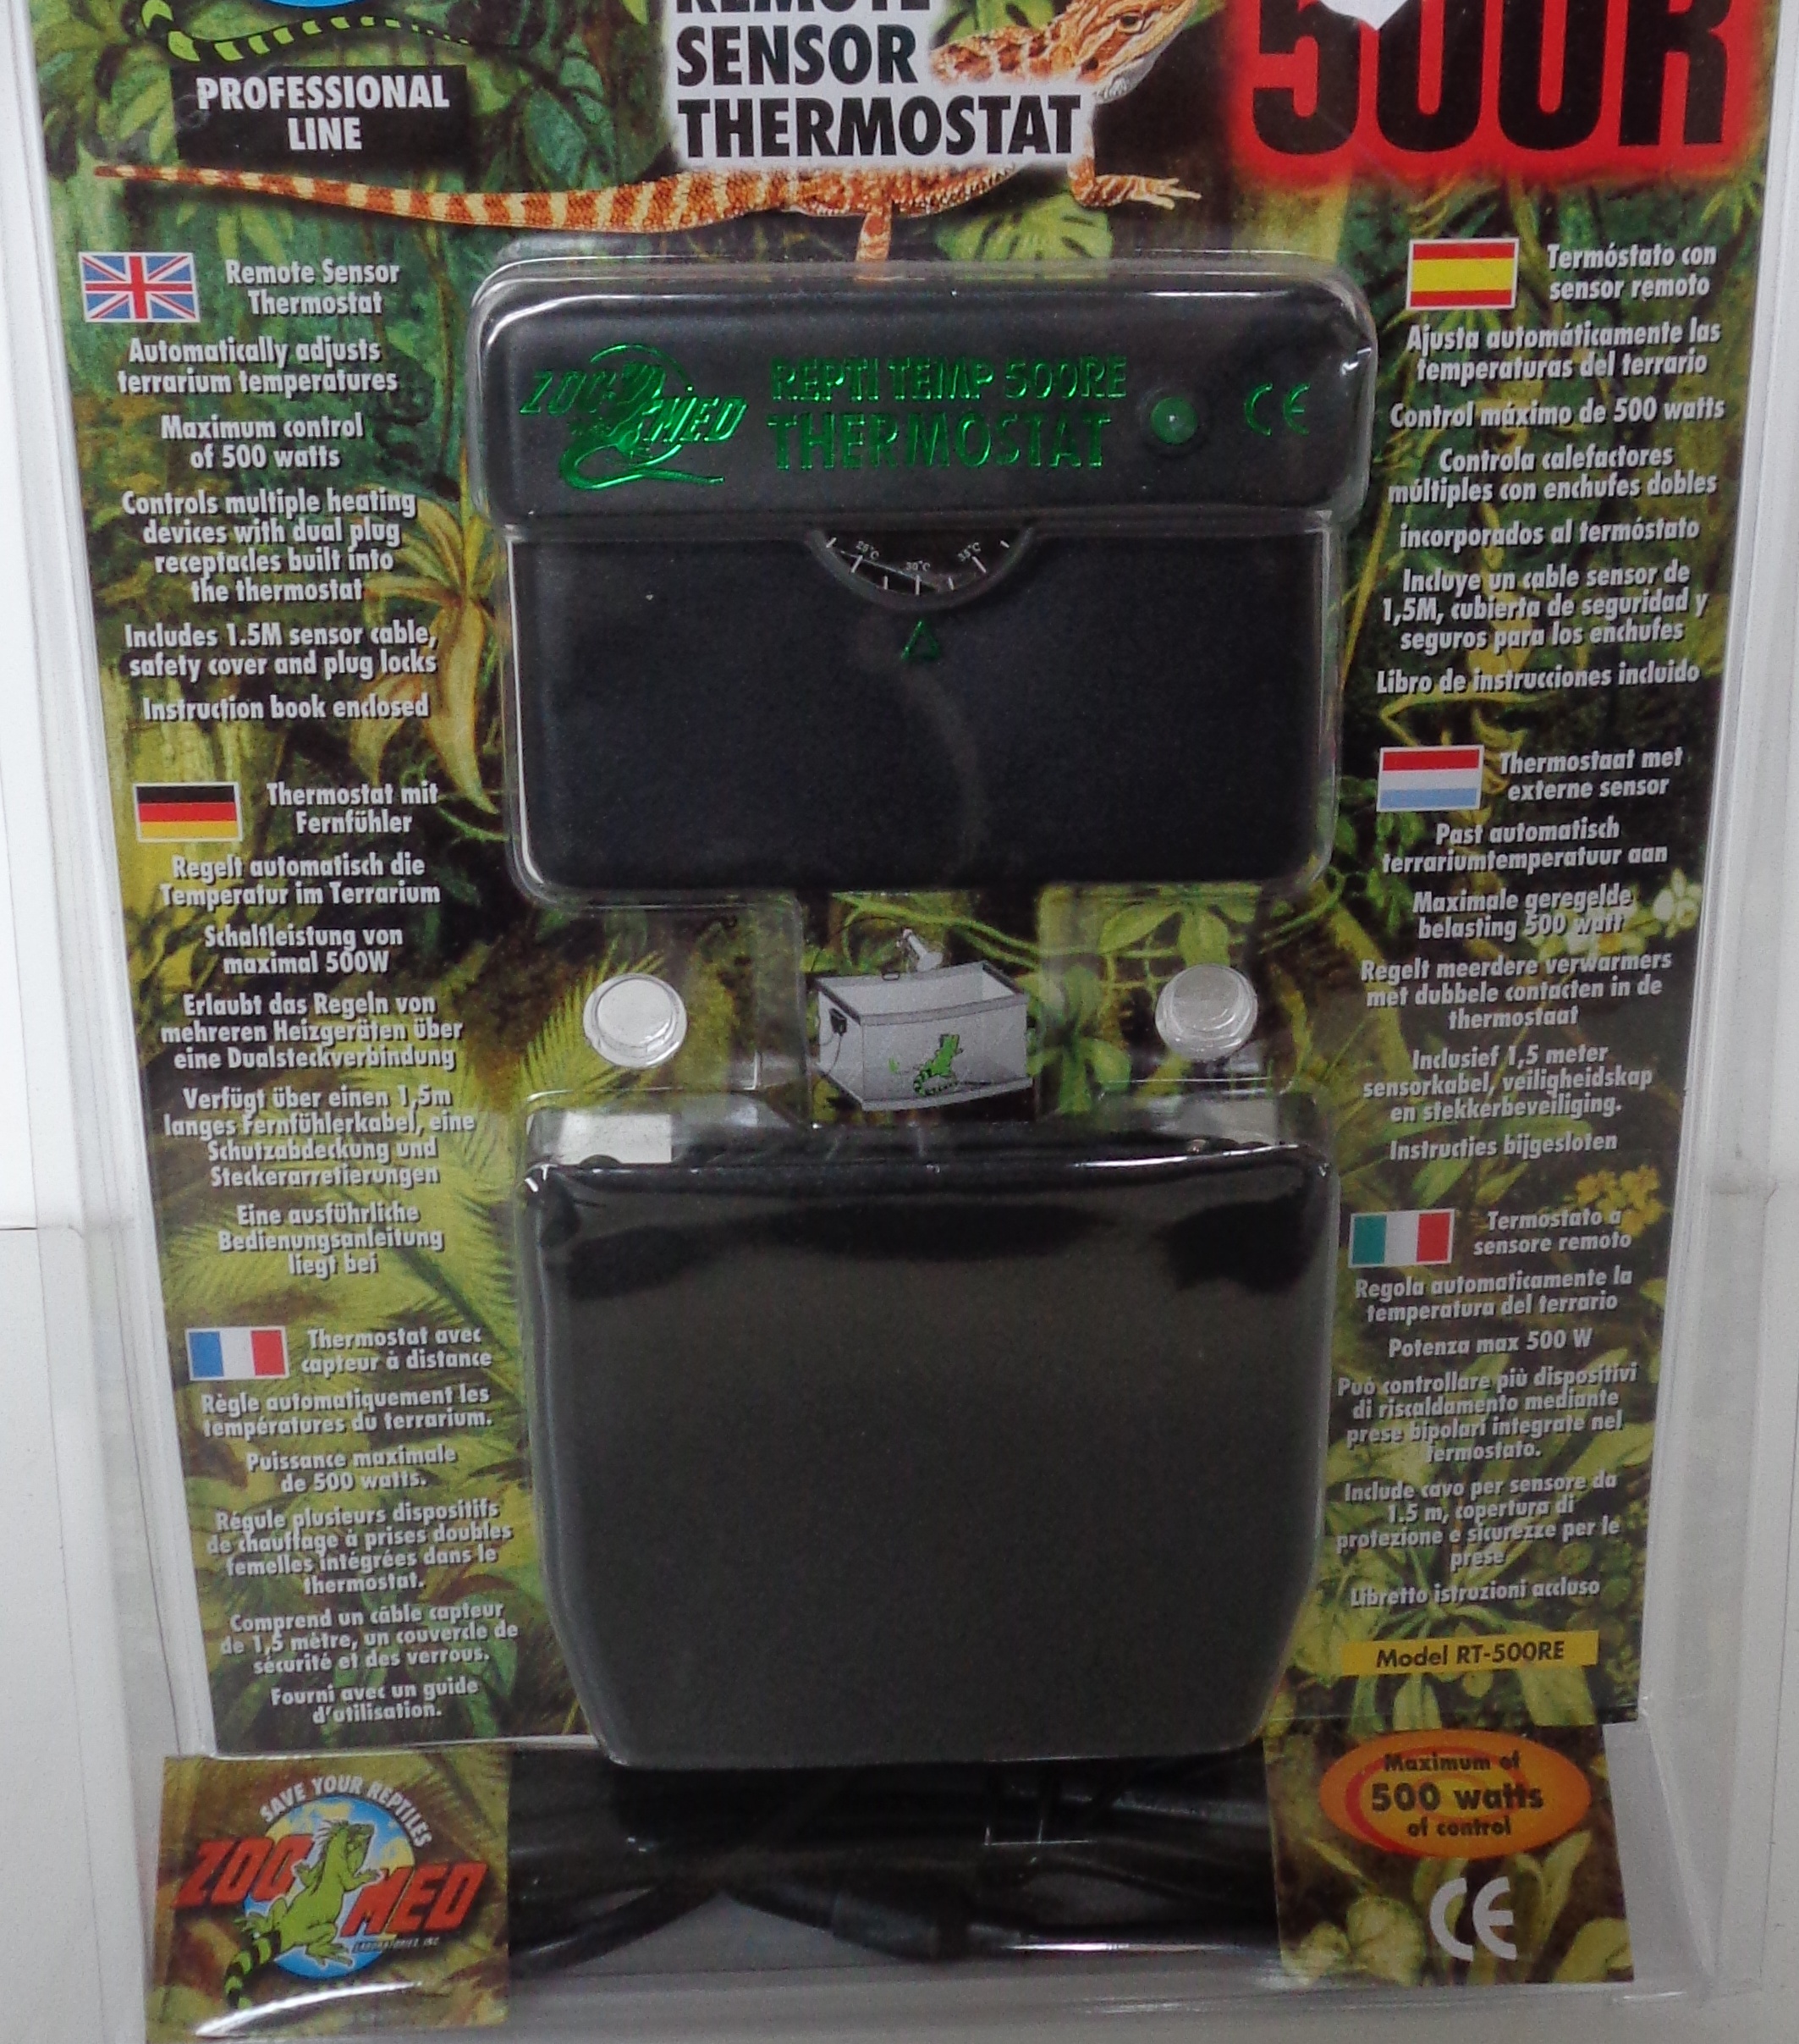 PROFESSIONAL
LINE
REMOTE
SENSOR
THERMOSTAT
500R
Remote Sensor
Thermostat
Automatically adjusts
terrarium temperatures
Maximum control
of 500 watts
Controls multiple heating
devices with dual plug
receptacles built into
the thermostat
Includes 1.5M sensor cable,
safety cover and plug locks
Instruction book enclosed
Thermostat mit
Fernfühler
Regelt automatisch die
Temperatur im Terrarium
Schaltleistung von
maximal 500W
Erlaubt das Regeln von
mehreren Heizgeräten über
eine Dualsteckverbindung
Verfügt über einen 1,5m
langes Fernfühlerkabel, eine
Schutzabdeckung und
Steckerarretierungen
Eine ausführliche
Bedienungsanleitung
liegt bei
Thermostat avec
capteur à distance
Règle automatiquement les
températures du terrarium.
Puissance maximale
de 500 watts.
Régule plusieurs dispositifs
de chauffage à prises doubles
femelles intégrées dans le
thermostat.
Comprend un câble capteur
de 1,5 mètre, un couvercle de
sécurité et des verrous.
Fourni avec un guide
d'utilisation.
ZOO MED
REPTI TEMP 500RE
THERMOSTAT
CE
25°C
30°C
35°C
Termóstato con
sensor remoto
Ajusta automáticamente las
temperaturas del terrario
Control máximo de 500 watts
Controla calefactores
múltiples con enchufes dobles
incorporados al termóstato
Incluye un cable sensor de
1,5M, cubierta de seguridad y
seguros para los enchufes
Libro de instrucciones incluido
Thermostaat met
externe sensor
Past automatisch
terrariumtemperatuur aan
Maximale geregelde
belasting 500 watt
Regelt meerdere verwarmers
met dubbele contacten in de
thermostaat
Inclusief 1,5 meter
sensorkabel, veiligheidskap
en stekkerbeveiliging.
Instructies bijgesloten
Termostato a
sensore remoto
Regola automaticamente la
temperatura del terrario
Potenza max 500 W
Può controllare più dispositivi
di riscaldamento mediante
prese bipolari integrate nel
termostato.
Include cavo per sensore da
1.5 m, copertura di
protezione e sicurezze per le
prese
Libretto istruzioni accluso
Model RT-500RE
SAVE YOUR REPTILES
ZOO MED
LABORATORIES, INC.
Maximum of
500 watts
of control
CE